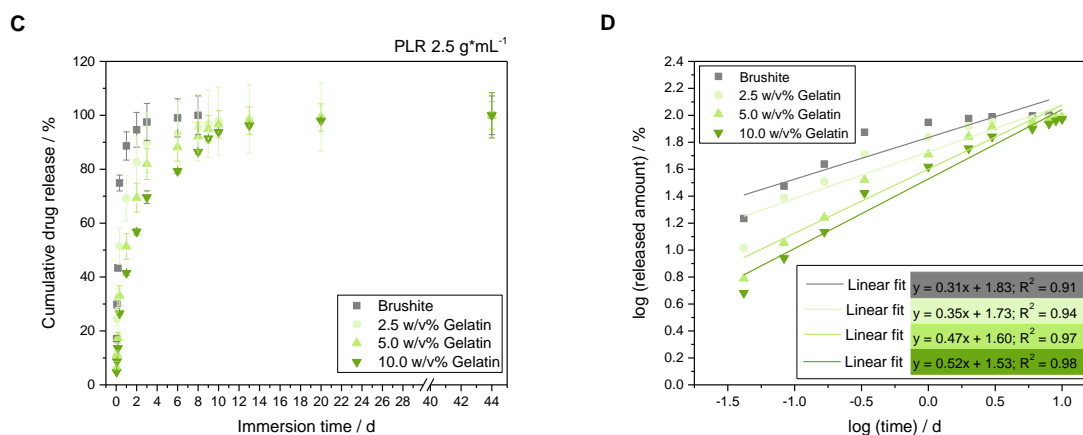 C
PLR 2.5 g*mL⁻¹
120
100
80
60
40
20
0
Cumulative drug release / %
Brushite
2.5 w/v% Gelatin
5.0 w/v% Gelatin
10.0 w/v% Gelatin
0 2 4 6 8 10 12 14 16 18 20 22 24 26 28 40 42 44
Immersion time / d
D
2.4
2.2
2.0
1.8
1.6
1.4
1.2
1.0
0.8
0.6
0.4
0.2
0.0
log (released amount) / %
Brushite
2.5 w/v% Gelatin
5.0 w/v% Gelatin
10.0 w/v% Gelatin
Linear fit y = 0.31x + 1.83; R² = 0.91
Linear fit y = 0.35x + 1.73; R² = 0.94
Linear fit y = 0.47x + 1.60; R² = 0.97
Linear fit y = 0.52x + 1.53; R² = 0.98
-1.5 -1.0 -0.5 0.0 0.5 1.0
log (time) / d